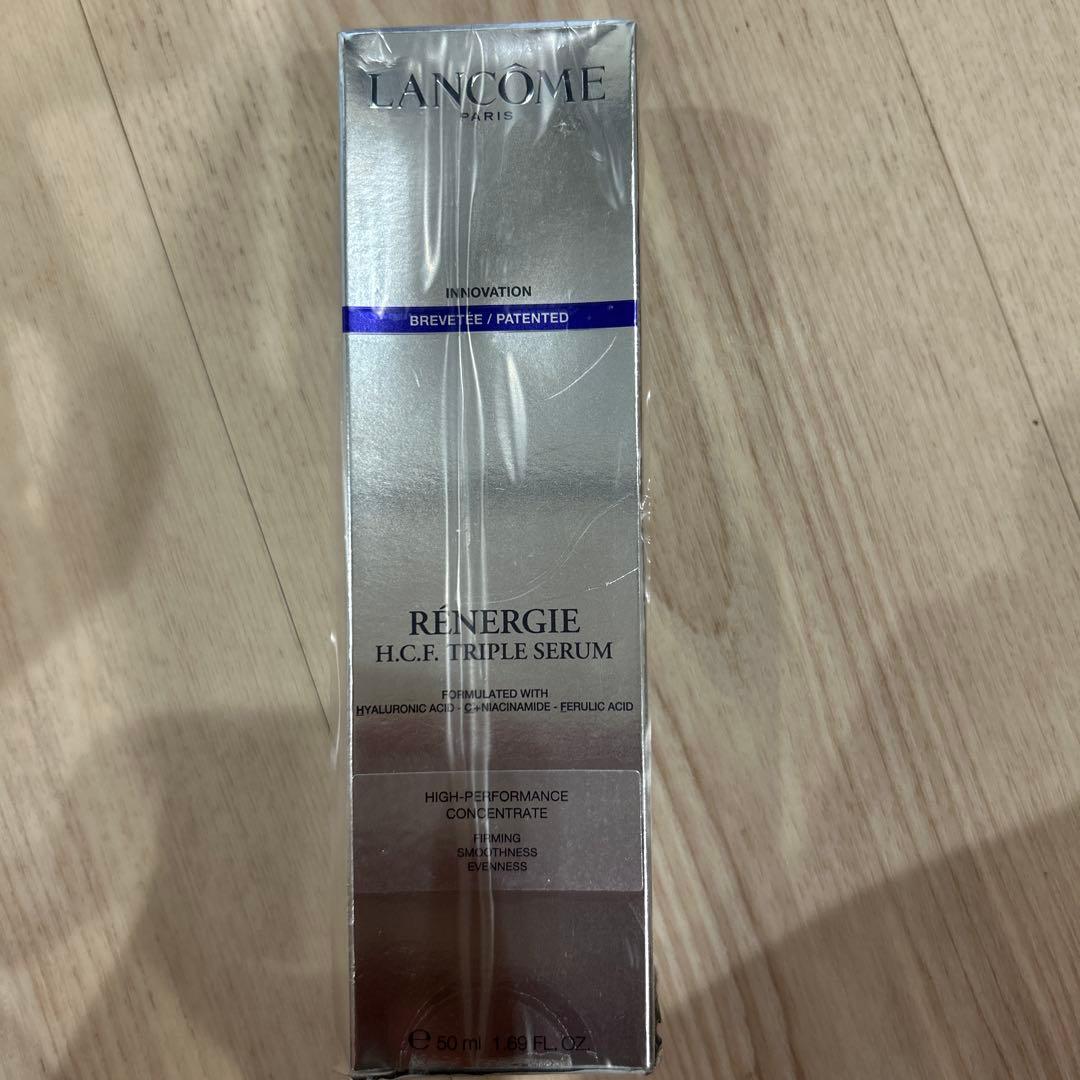 LANCÔME
PARIS
INNOVATION
BREVETÉE / PATENTED
RÉNERGIE
H.C.F. TRIPLE SERUM
FORMULATED WITH
HYALURONIC ACID - C+NIACINAMIDE - FERULIC ACID
HIGH-PERFORMANCE
CONCENTRATE
FIRMING
SMOOTHNESS
EVENNESS
℮ 50 ml 1.69 FL. OZ.